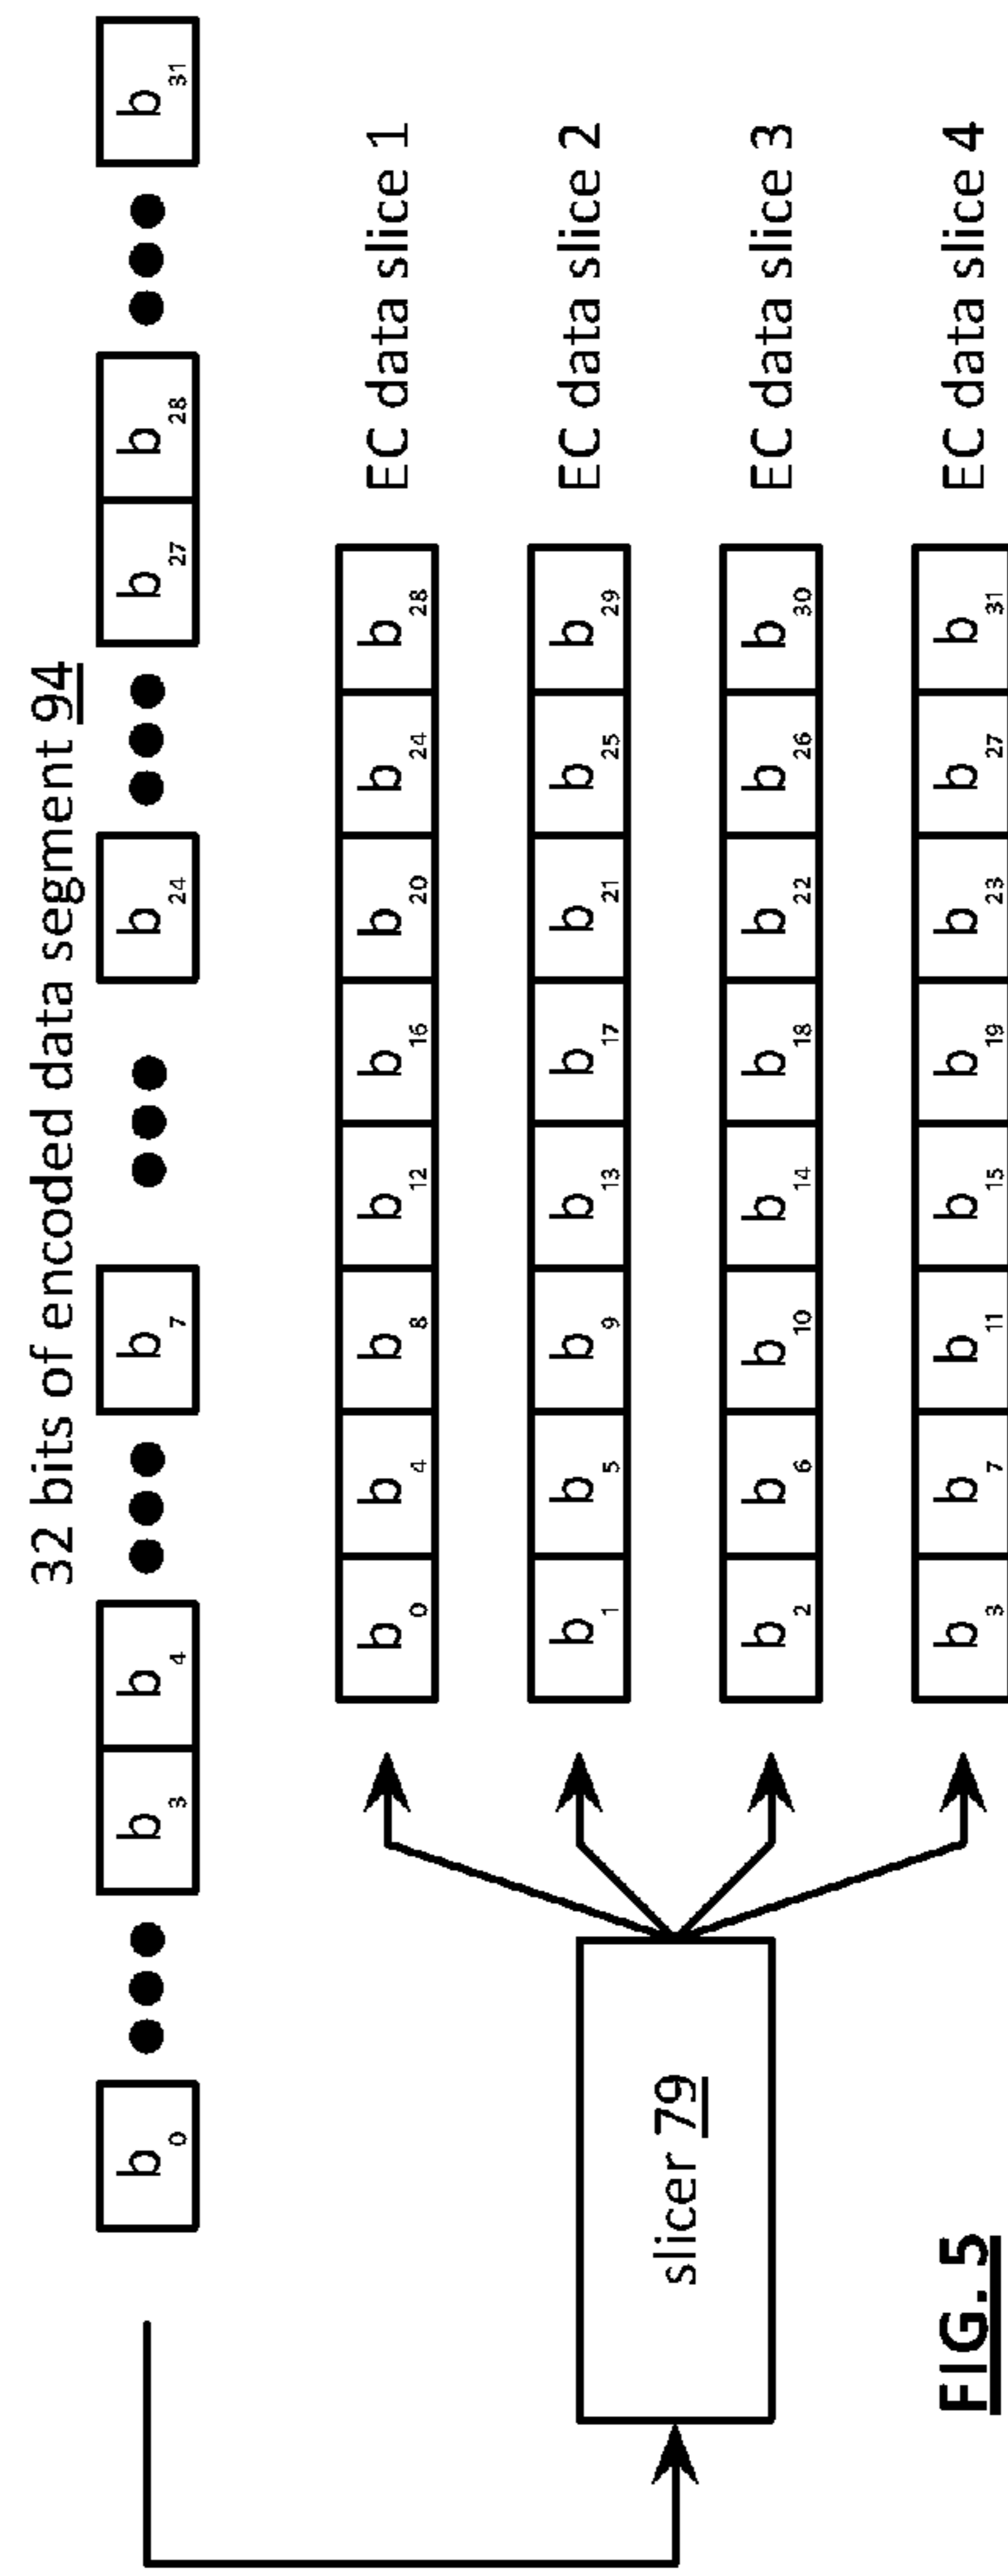 32 bits of encoded data segment 94
b0 ••• b3 b4 ••• b7 ••• b24 ••• b27 b28 ••• b31
b0 b4 b8 b12 b16 b20 b24 b28 EC data slice 1
b1 b5 b9 b13 b17 b21 b25 b29 EC data slice 2
slicer 79
b2 b6 b10 b14 b18 b22 b26 b30 EC data slice 3
b3 b7 b11 b15 b19 b23 b27 b31 EC data slice 4
FIG. 5